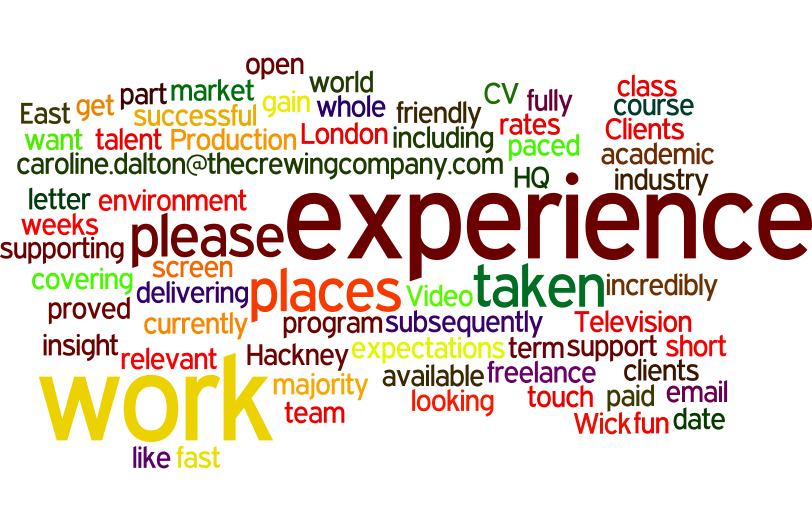 open
world
part market
CV
class
East get
successful gain whole friendly
fully
course
want talent Production London including
rates Clients
caroline.dalton@thecrewingcompany.com
paced academic
HQ
industry
letter environment
experience
weeks please
supporting
screen
covering delivering places Video taken incredibly
proved
currently program subsequently Television
insight relevant Hackney expectations term support short
work majority available freelance clients
looking touch paid email
team
Wick fun date
like fast